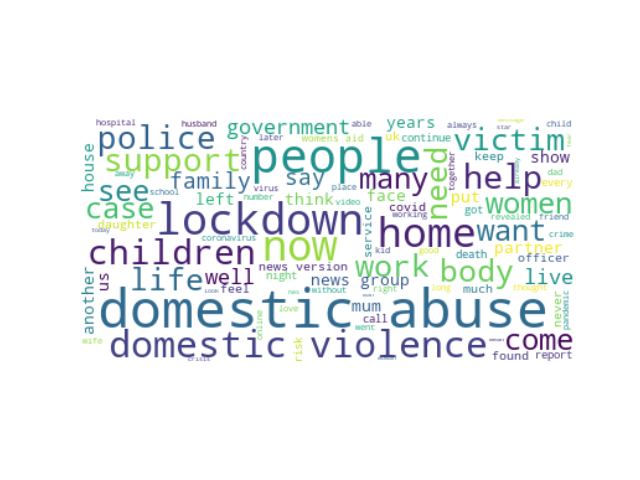 hospital husband government able years always star child
police people uk continue victim
house support country later womens aid keep show
away family say many face need together help dad every
see school virus number place put
case left think video covid got revealed friend women
daughter lockdown working service home want crime
today coronavirus now kid good partner
children night news version death officer
another us life well feel news group work body much live
without right long thought never pandemic
domestic abuse
love mum call went
wife online risk
domestic violence come
crisis found report